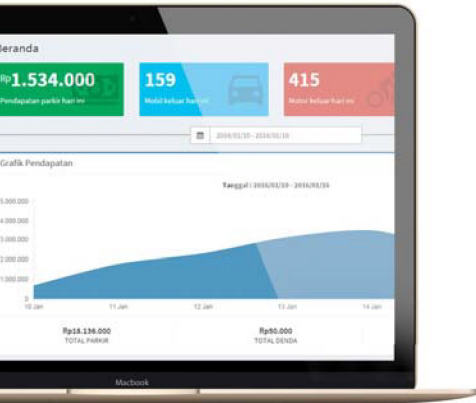 Beranda
Rp1.534.000
159
415
Pendapatan parkir hari ini
Mobil keluar hari ini
Motor keluar hari ini
2016/01/10 - 2016/01/16
Grafik Pendapatan
Tanggal : 2016/01/10 - 2016/01/16
5.000.000
4.000.000
3.000.000
2.000.000
1.000.000
0
10 Jan
11 Jan
12 Jan
13 Jan
14 Jan
Rp18.136.000
Rp50.000
TOTAL PARKIR
TOTAL DENDA
Macbook